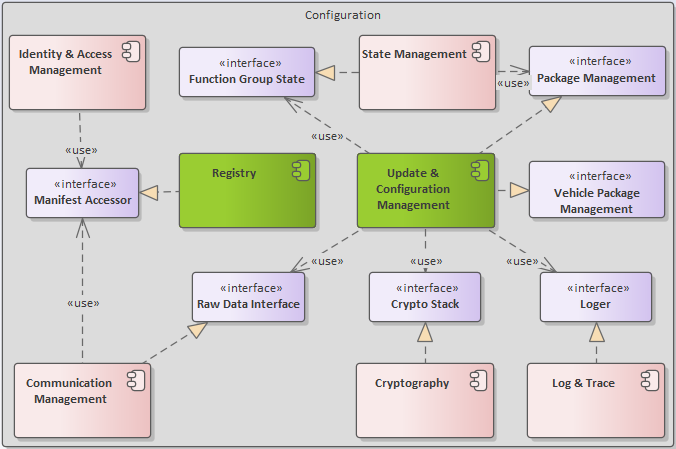 Configuration
Identity & Access
Management
«interface»
Function Group State
State Management
«use»
«interface»
Package Management
«use»
«use»
«interface»
Manifest Accessor
Registry
Update &
Configuration
Management
«interface»
Vehicle Package
Management
«use»
«use»
«use»
«interface»
Raw Data Interface
«interface»
Crypto Stack
«interface»
Loger
«use»
Communication
Management
Cryptography
Log & Trace